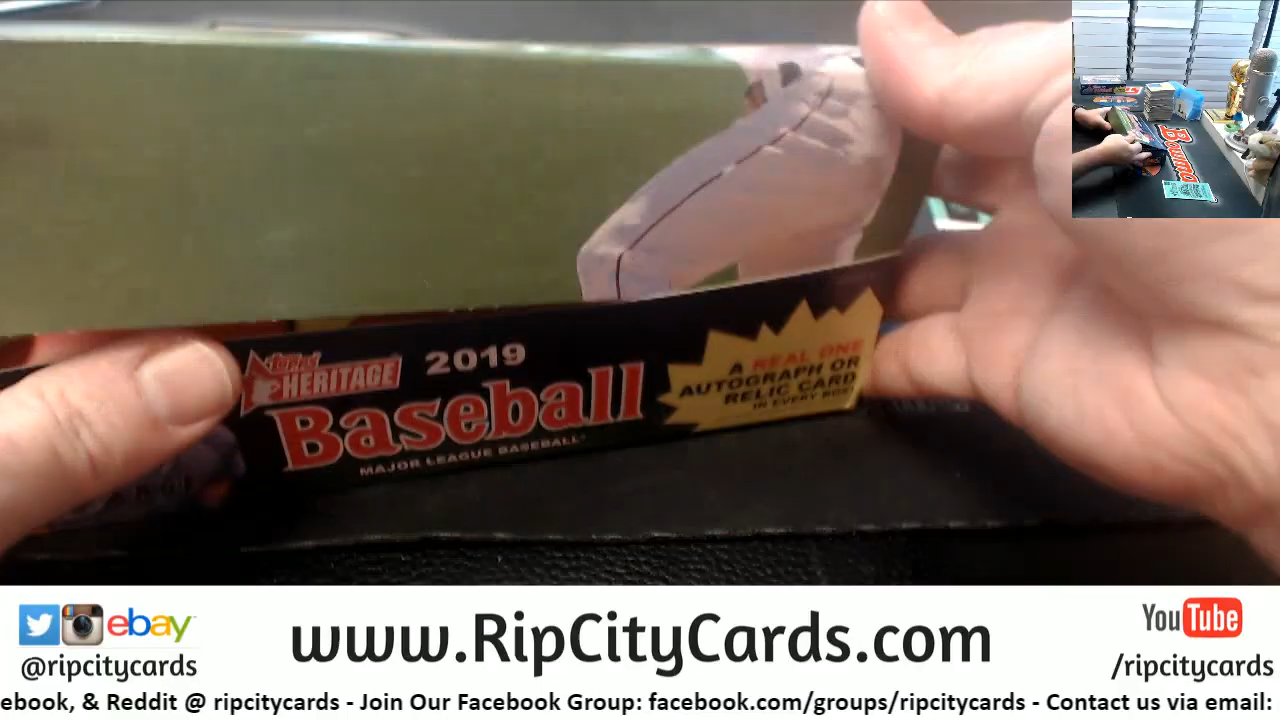 Topps
HERITAGE
2019
Baseball
MAJOR LEAGUE BASEBALL
A REAL ONE
AUTOGRAPH OR
RELIC CARD
IN EVERY BOX
Bowman
ebay
@ripcitycards
www.RipCityCards.com
YouTube
/ripcitycards
ebook, & Reddit @ ripcitycards - Join Our Facebook Group: facebook.com/groups/ripcitycards - Contact us via email: